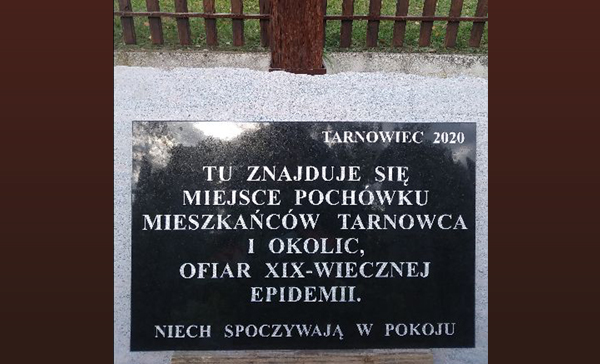 TARNOWIEC 2020
TU ZNAJDUJE SIĘ
MIEJSCE POCHÓWKU
MIESZKAŃCÓW TARNOWCA
I OKOLIC,
OFIAR XIX-WIECZNEJ
EPIDEMII.
NIECH SPOCZYWAJĄ W POKOJU